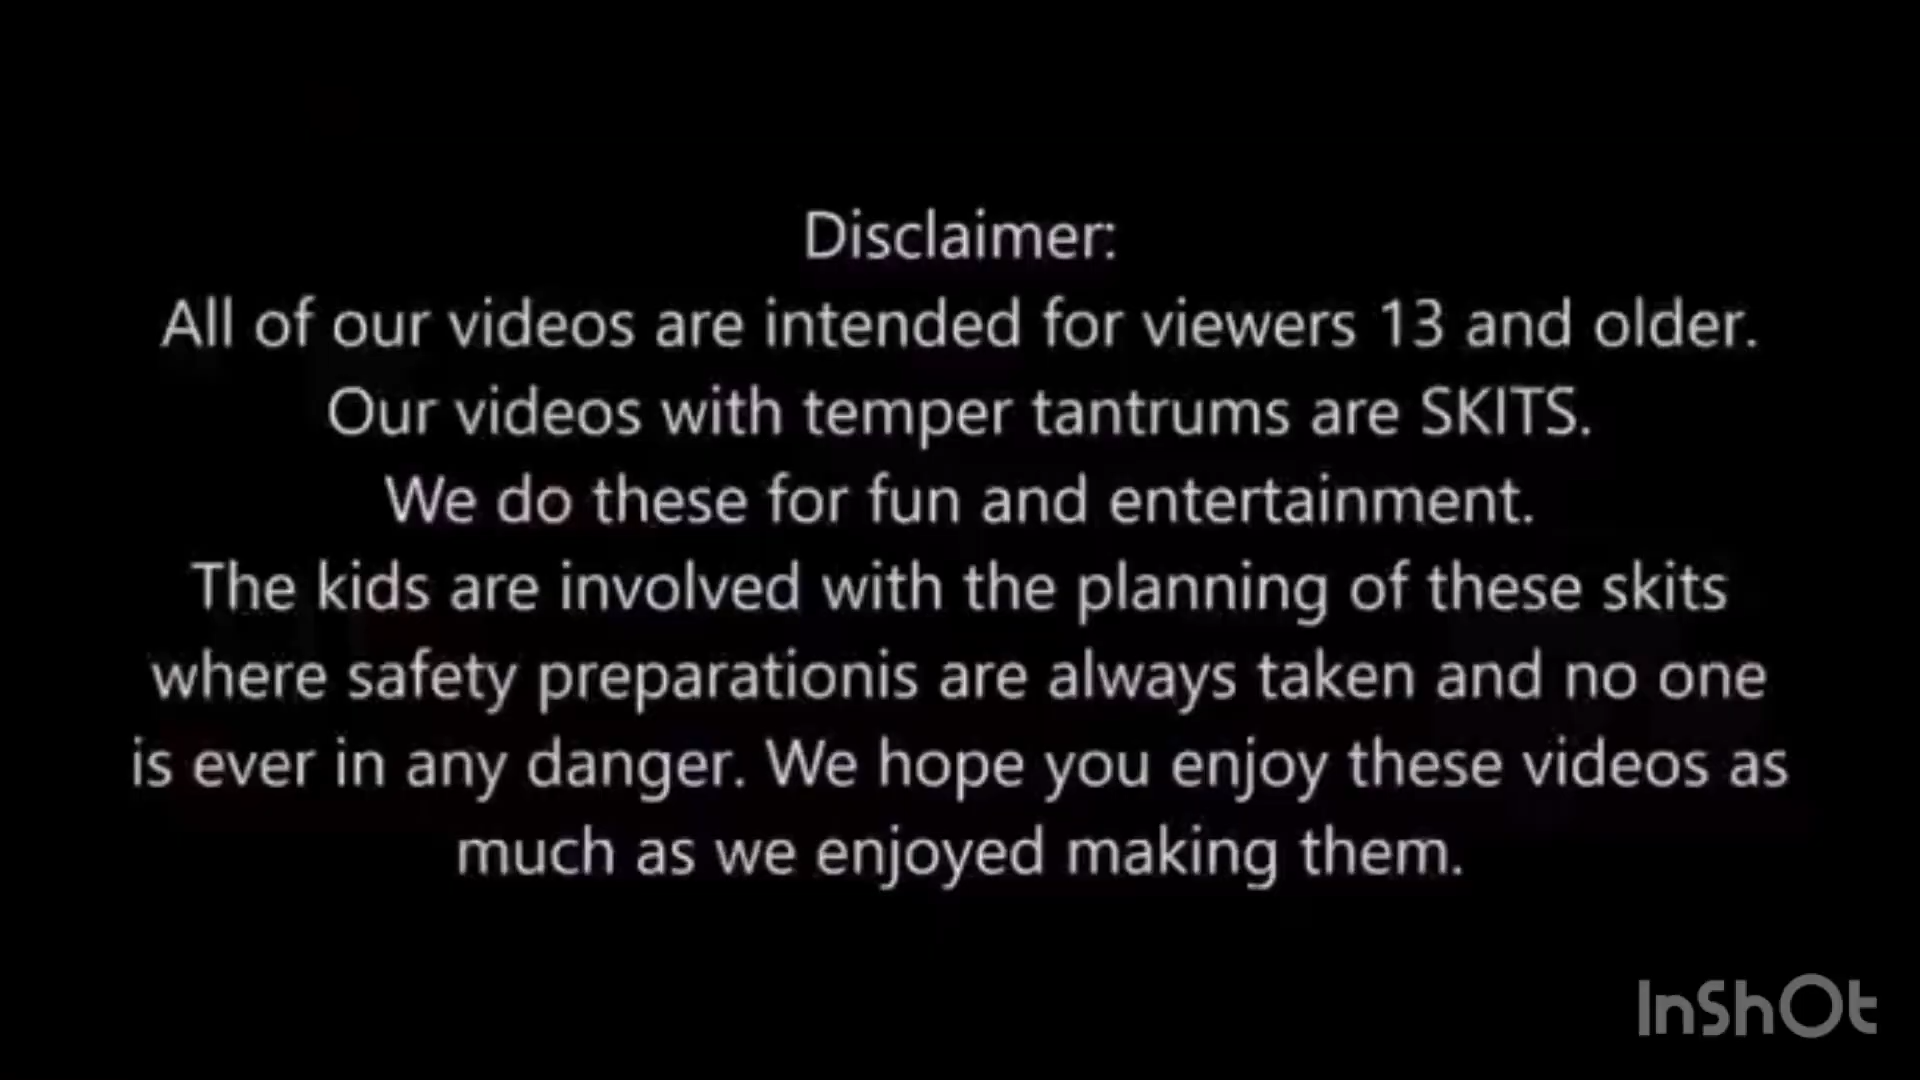 Disclaimer:
All of our videos are intended for viewers 13 and older.
Our videos with temper tantrums are SKITS.
We do these for fun and entertainment.
The kids are involved with the planning of these skits
where safety preparationis are always taken and no one
is ever in any danger. We hope you enjoy these videos as
much as we enjoyed making them.
InShOt